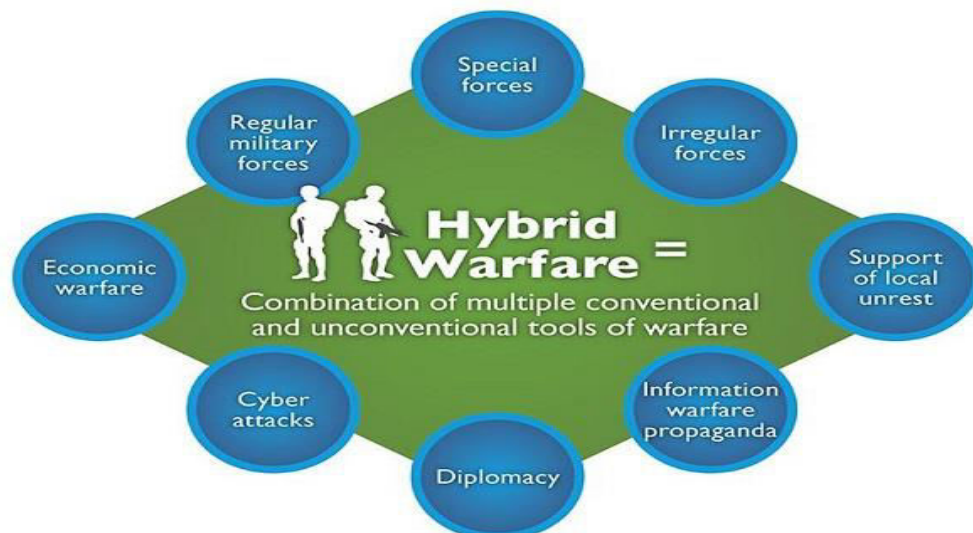 Special
forces
Regular
military
forces
Irregular
forces
Hybrid
Warfare =
Economic
warfare
Support
of local
unrest
Combination of multiple conventional
and unconventional tools of warfare
Cyber
attacks
Information
warfare
propaganda
Diplomacy